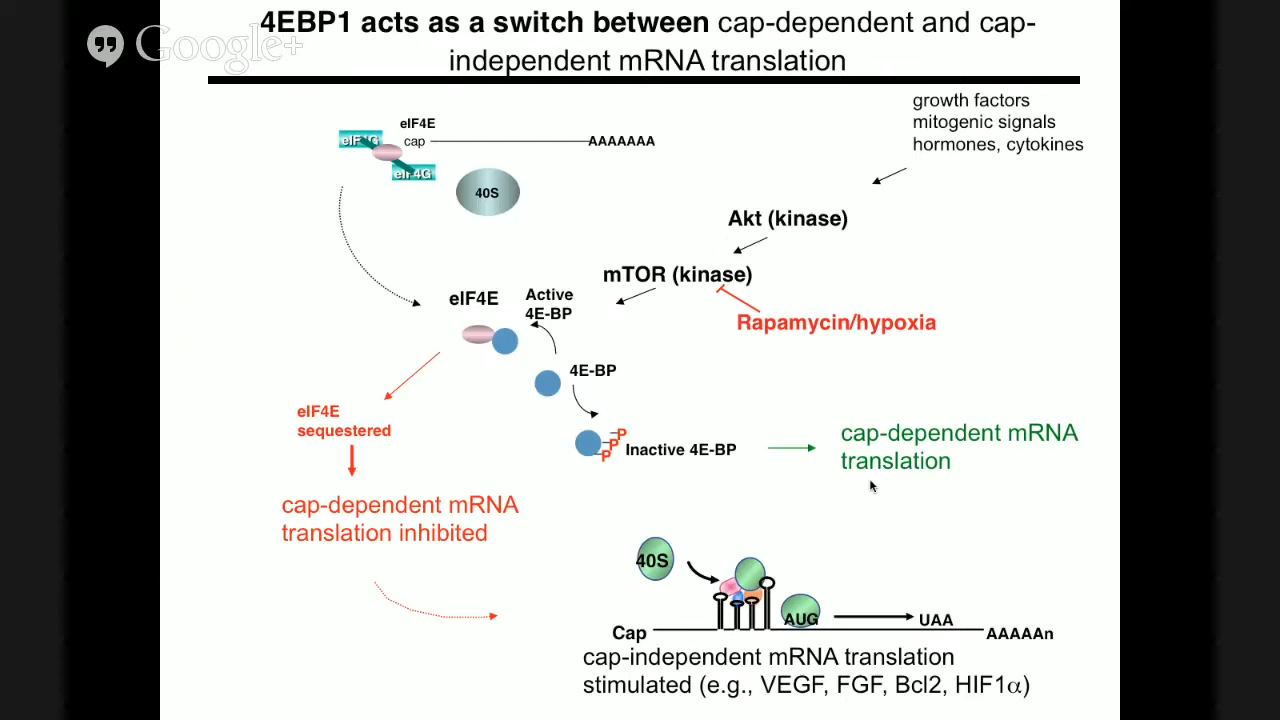 4EBP1 acts as a switch between cap-dependent and cap-
independent mRNA translation
Google+
growth factors
mitogenic signals
hormones, cytokines
eIF4E
eIF4G
cap
AAAAAAA
eIF4G
40S
Akt (kinase)
mTOR (kinase)
Rapamycin/hypoxia
eIF4E
Active
4E-BP
4E-BP
eIF4E
sequestered
P
P
P
Inactive 4E-BP
cap-dependent mRNA
translation
cap-dependent mRNA
translation inhibited
40S
AUG
UAA
Cap
AAAAAn
cap-independent mRNA translation
stimulated (e.g., VEGF, FGF, Bcl2, HIF1α)